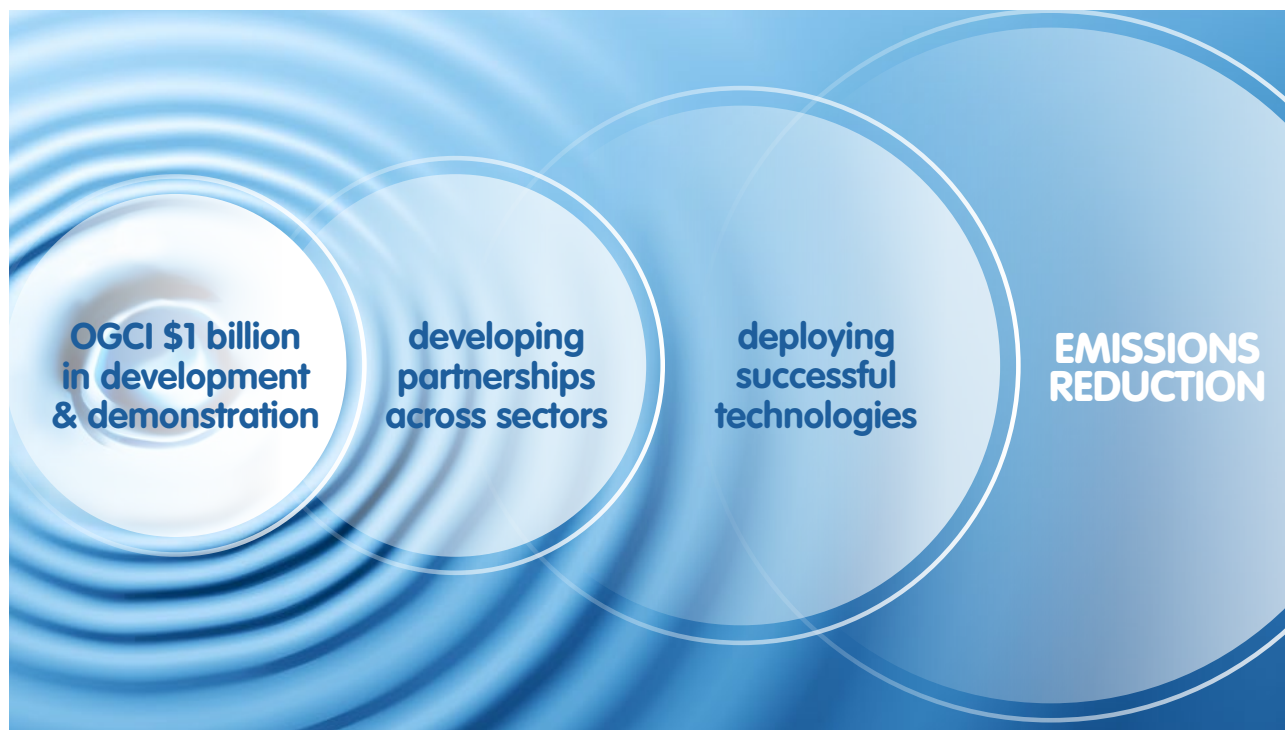 OGCI $1 billion
in development
& demonstration
developing
partnerships
across sectors
deploying
successful
technologies
EMISSIONS
REDUCTION